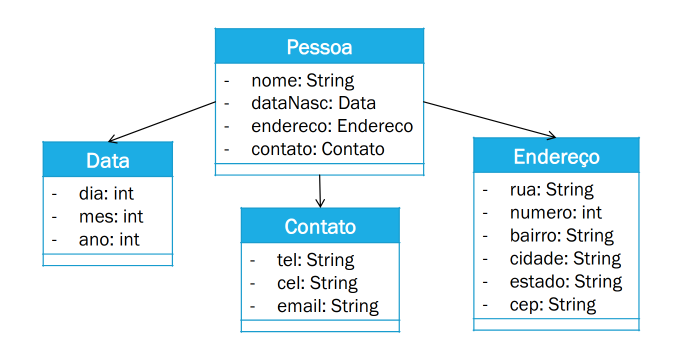 Pessoa
- nome: String
- dataNasc: Data
- endereco: Endereco
- contato: Contato
Data
- dia: int
- mes: int
- ano: int
Contato
- tel: String
- cel: String
- email: String
Endereço
- rua: String
- numero: int
- bairro: String
- cidade: String
- estado: String
- cep: String